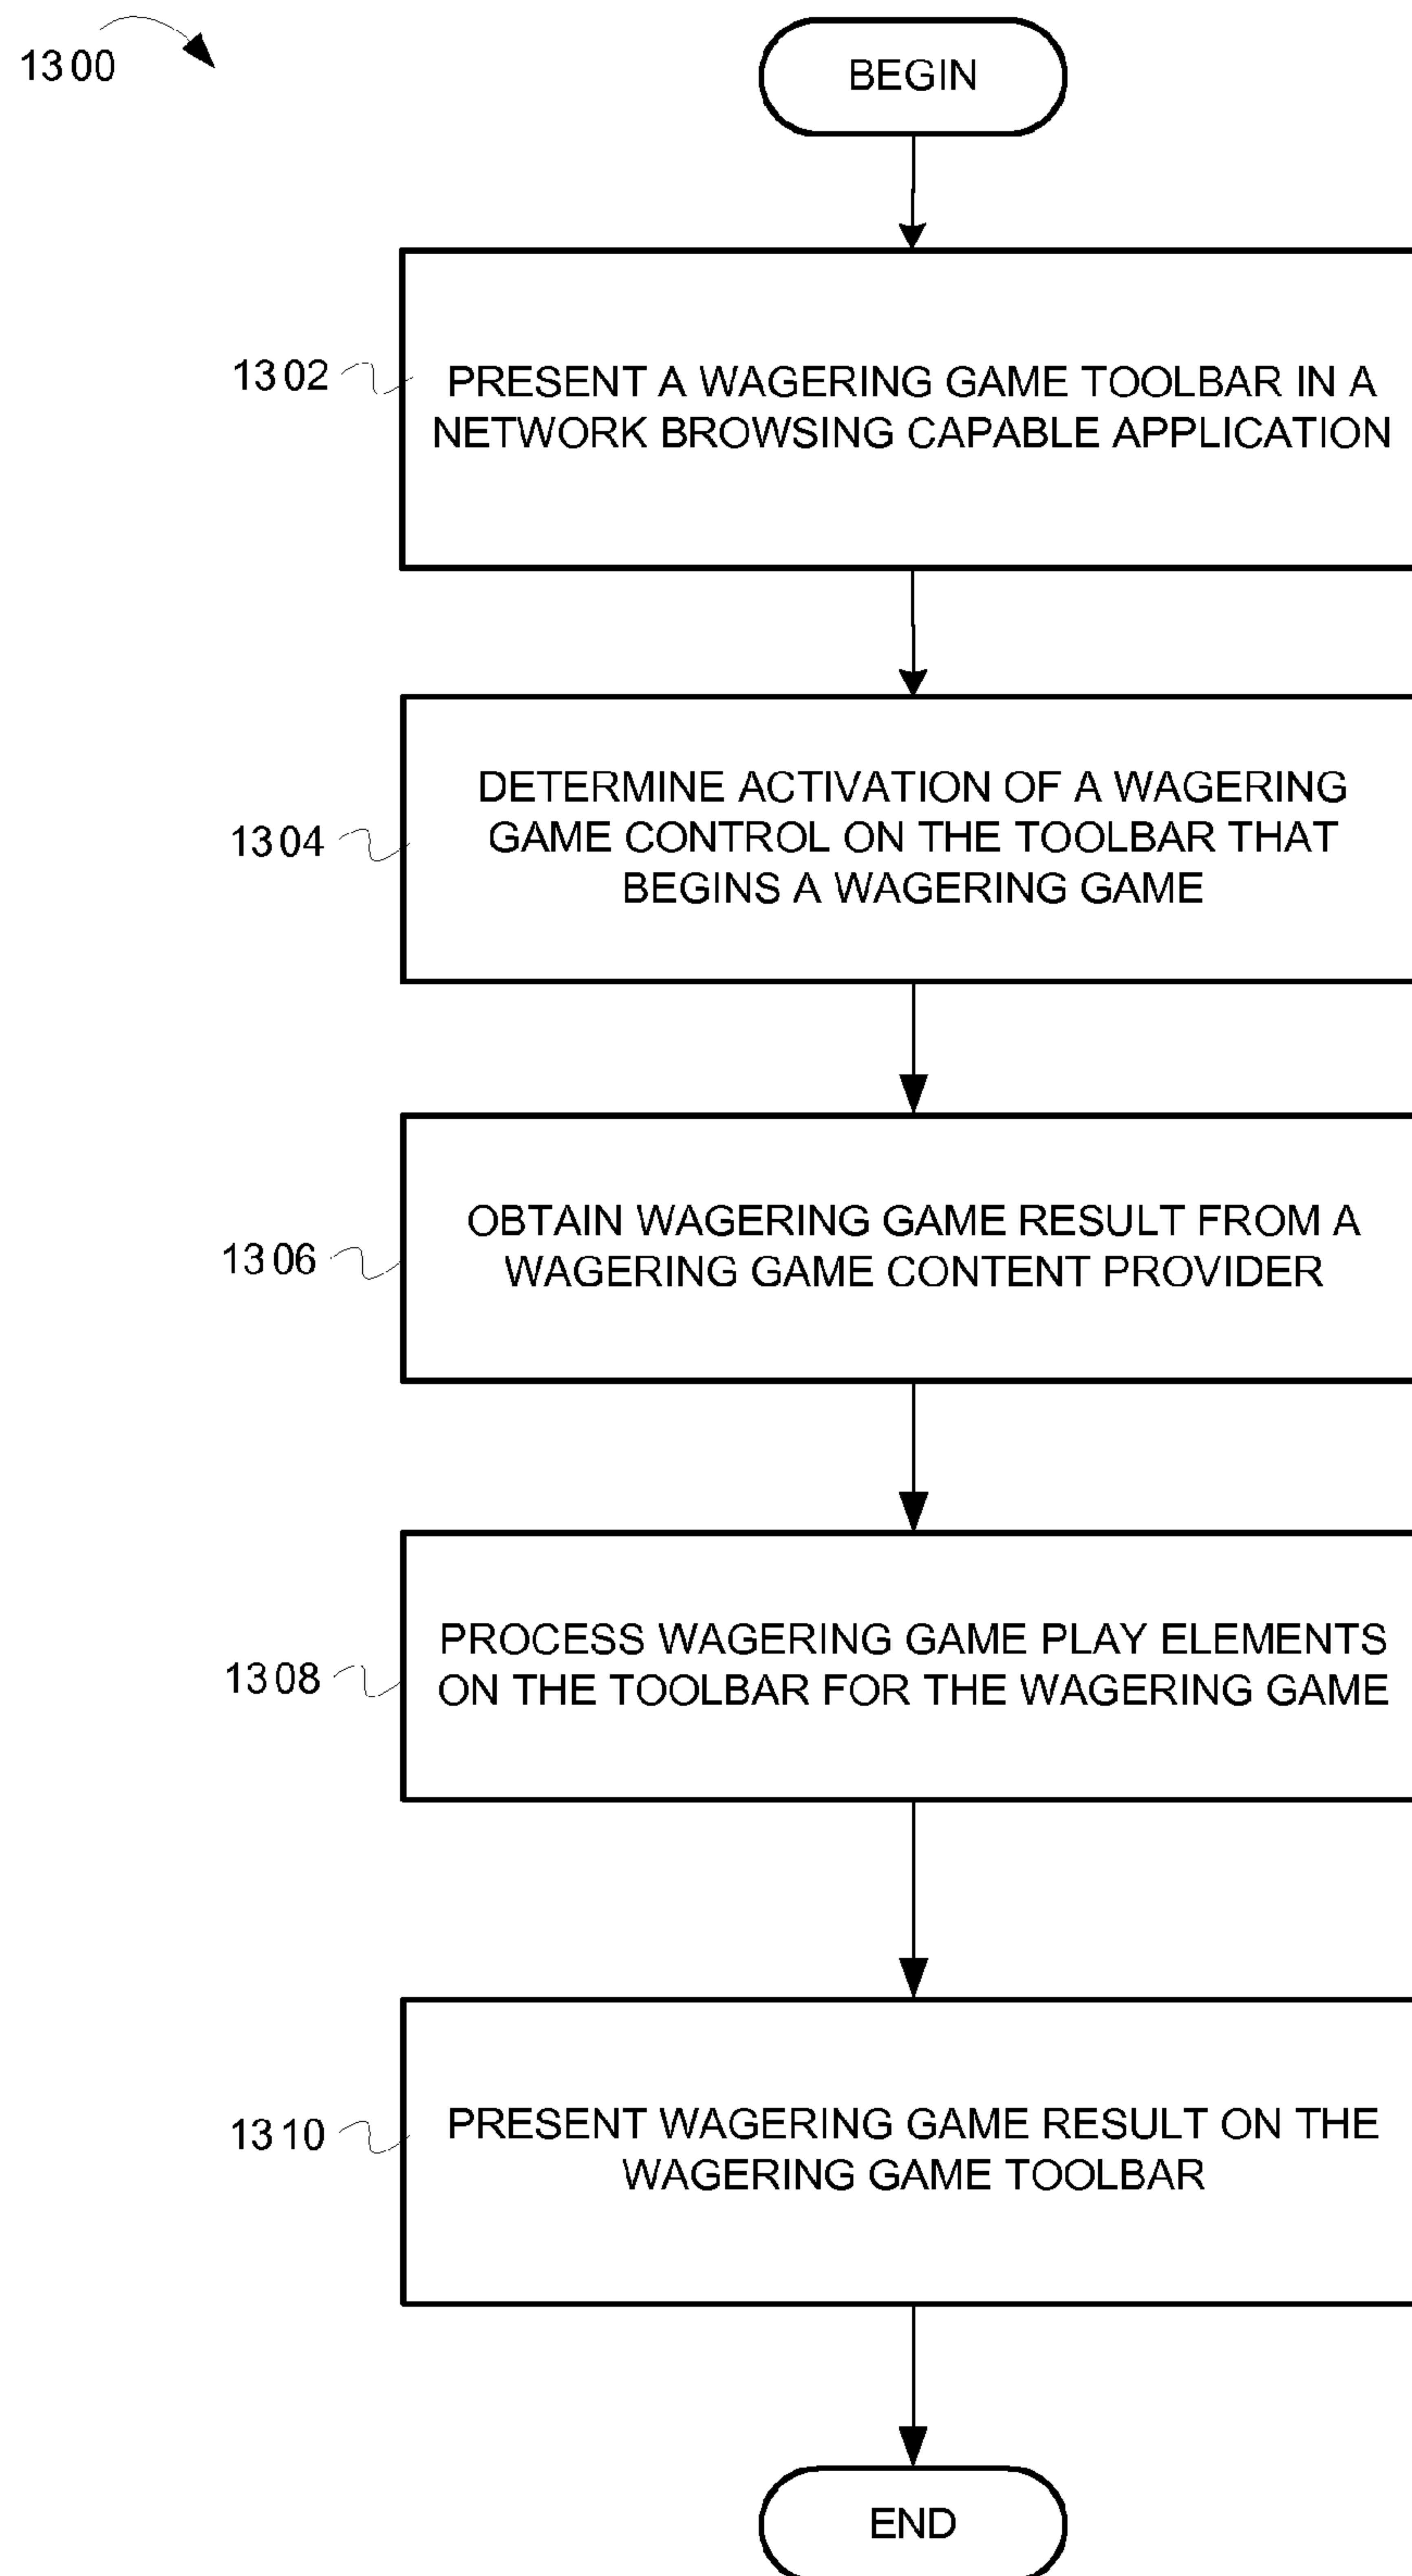 1300
BEGIN
1302
PRESENT A WAGERING GAME TOOLBAR IN A
NETWORK BROWSING CAPABLE APPLICATION
1304
DETERMINE ACTIVATION OF A WAGERING
GAME CONTROL ON THE TOOLBAR THAT
BEGINS A WAGERING GAME
1306
OBTAIN WAGERING GAME RESULT FROM A
WAGERING GAME CONTENT PROVIDER
1308
PROCESS WAGERING GAME PLAY ELEMENTS
ON THE TOOLBAR FOR THE WAGERING GAME
1310
PRESENT WAGERING GAME RESULT ON THE
WAGERING GAME TOOLBAR
END